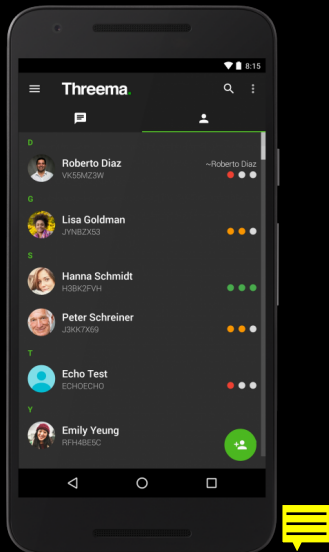 8:15
Threema.
D
Roberto Diaz
~Roberto Diaz
VK55MZ3W
G
Lisa Goldman
JYNBZX53
S
Hanna Schmidt
H3BK2FVH
Peter Schreiner
J3KK7X69
T
Echo Test
ECHOECHO
Y
Emily Yeung
RFH4BE5C